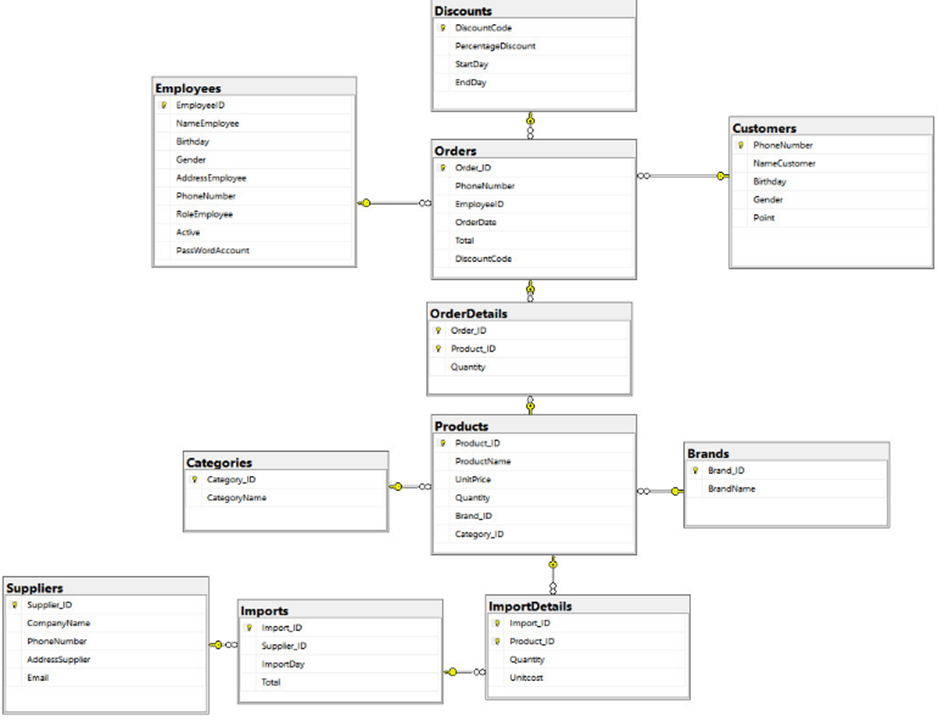 Discounts
DiscountCode
PercentageDiscount
StartDay
EndDay
Employees
EmployeeID
NameEmployee
Birthday
Gender
AddressEmployee
PhoneNumber
RoleEmployee
Active
PassWordAccount
Orders
Order_ID
PhoneNumber
EmployeeID
OrderDate
Total
DiscountCode
Customers
PhoneNumber
NameCustomer
Birthday
Gender
Point
OrderDetails
Order_ID
Product_ID
Quantity
Products
Product_ID
ProductName
UnitPrice
Quantity
Brand_ID
Category_ID
Categories
Category_ID
CategoryName
Brands
Brand_ID
BrandName
Suppliers
Supplier_ID
CompanyName
PhoneNumber
AddressSupplier
Email
Imports
Import_ID
Supplier_ID
ImportDay
Total
ImportDetails
Import_ID
Product_ID
Quantity
Unitcost